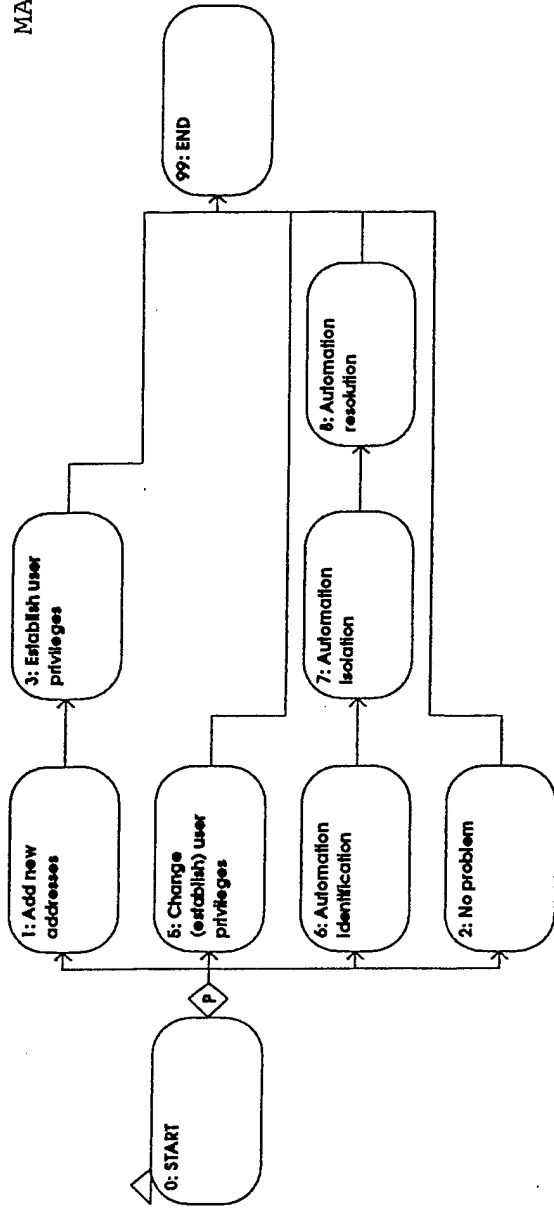 MA
0: START
P
1: Add new
addresses
3: Establish user
privileges
5: Change
(establish) user
privileges
6: Automation
Identification
7: Automation
Isolation
8: Automation
resolution
2: No problem
99: END